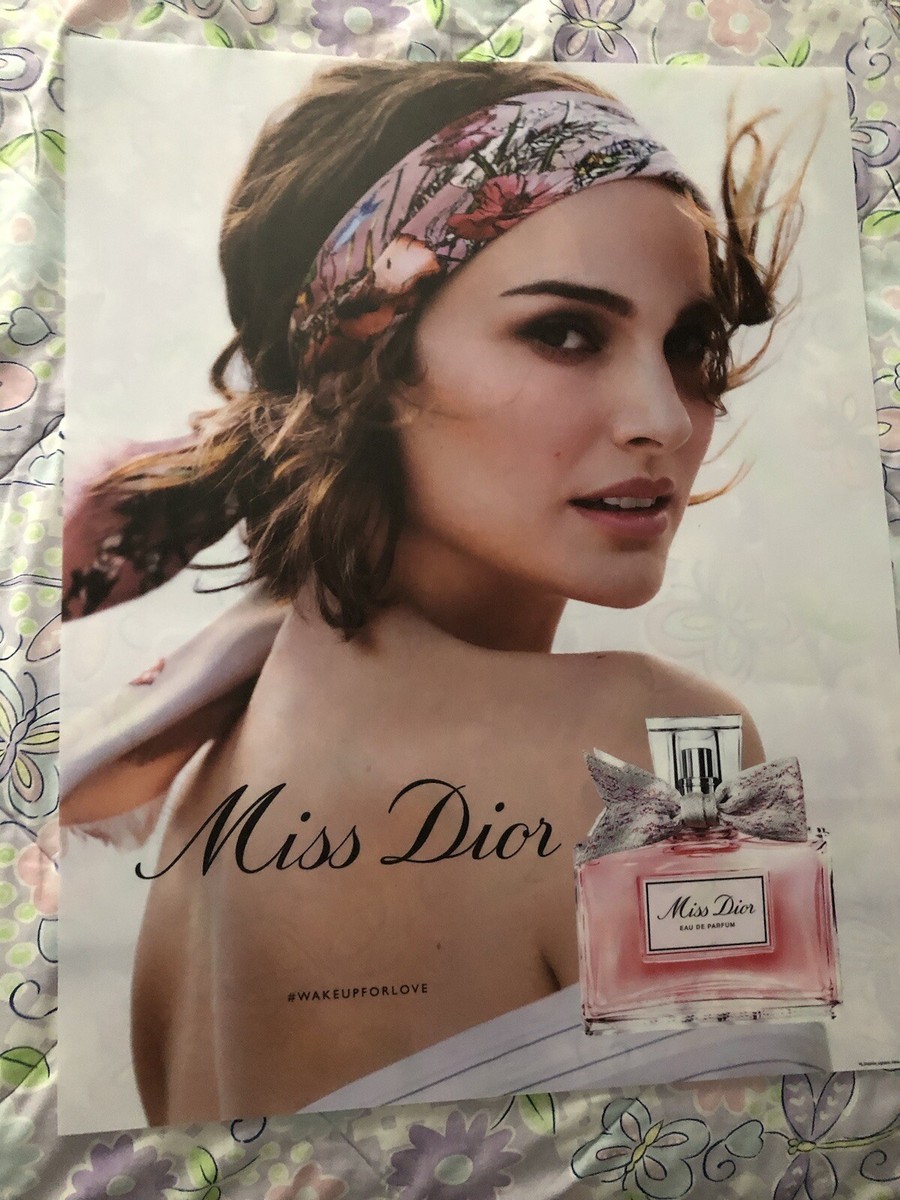 Miss Dior
Miss Dior
EAU DE PARFUM
#WAKEUPFORLOVE